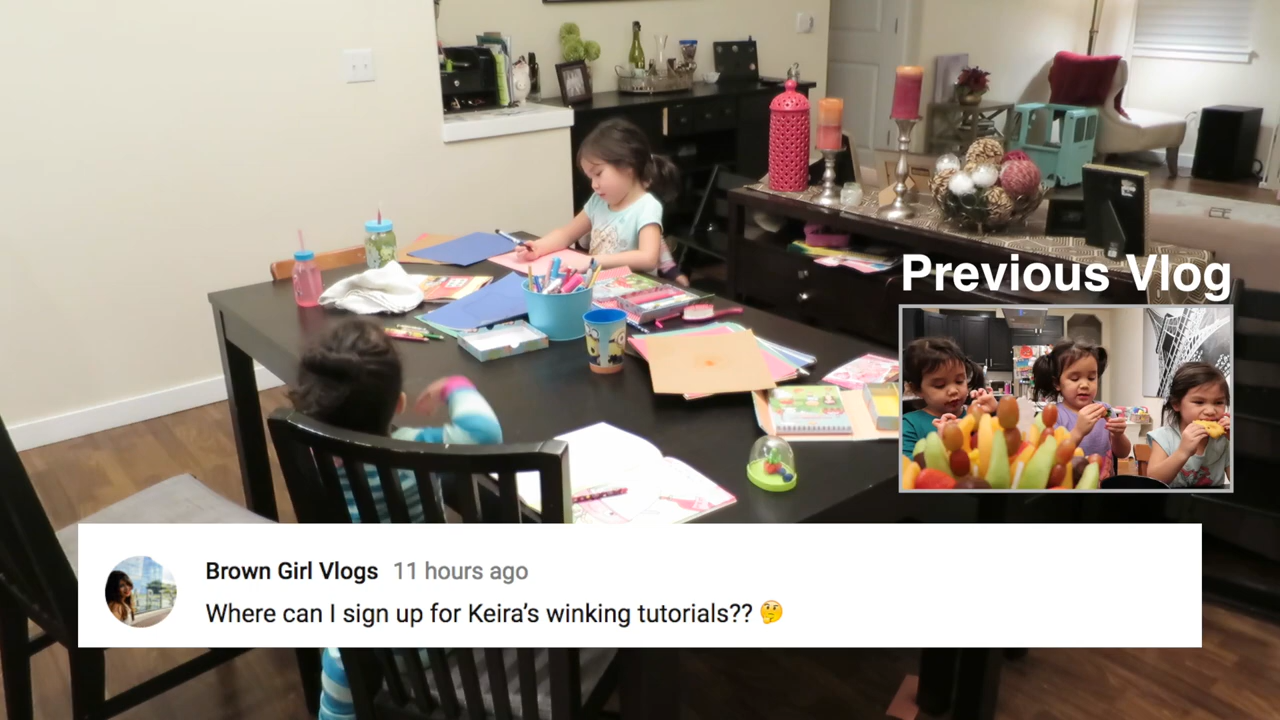 Previous Vlog
Brown Girl Vlogs 11 hours ago
Where can I sign up for Keira’s winking tutorials?? 🤔